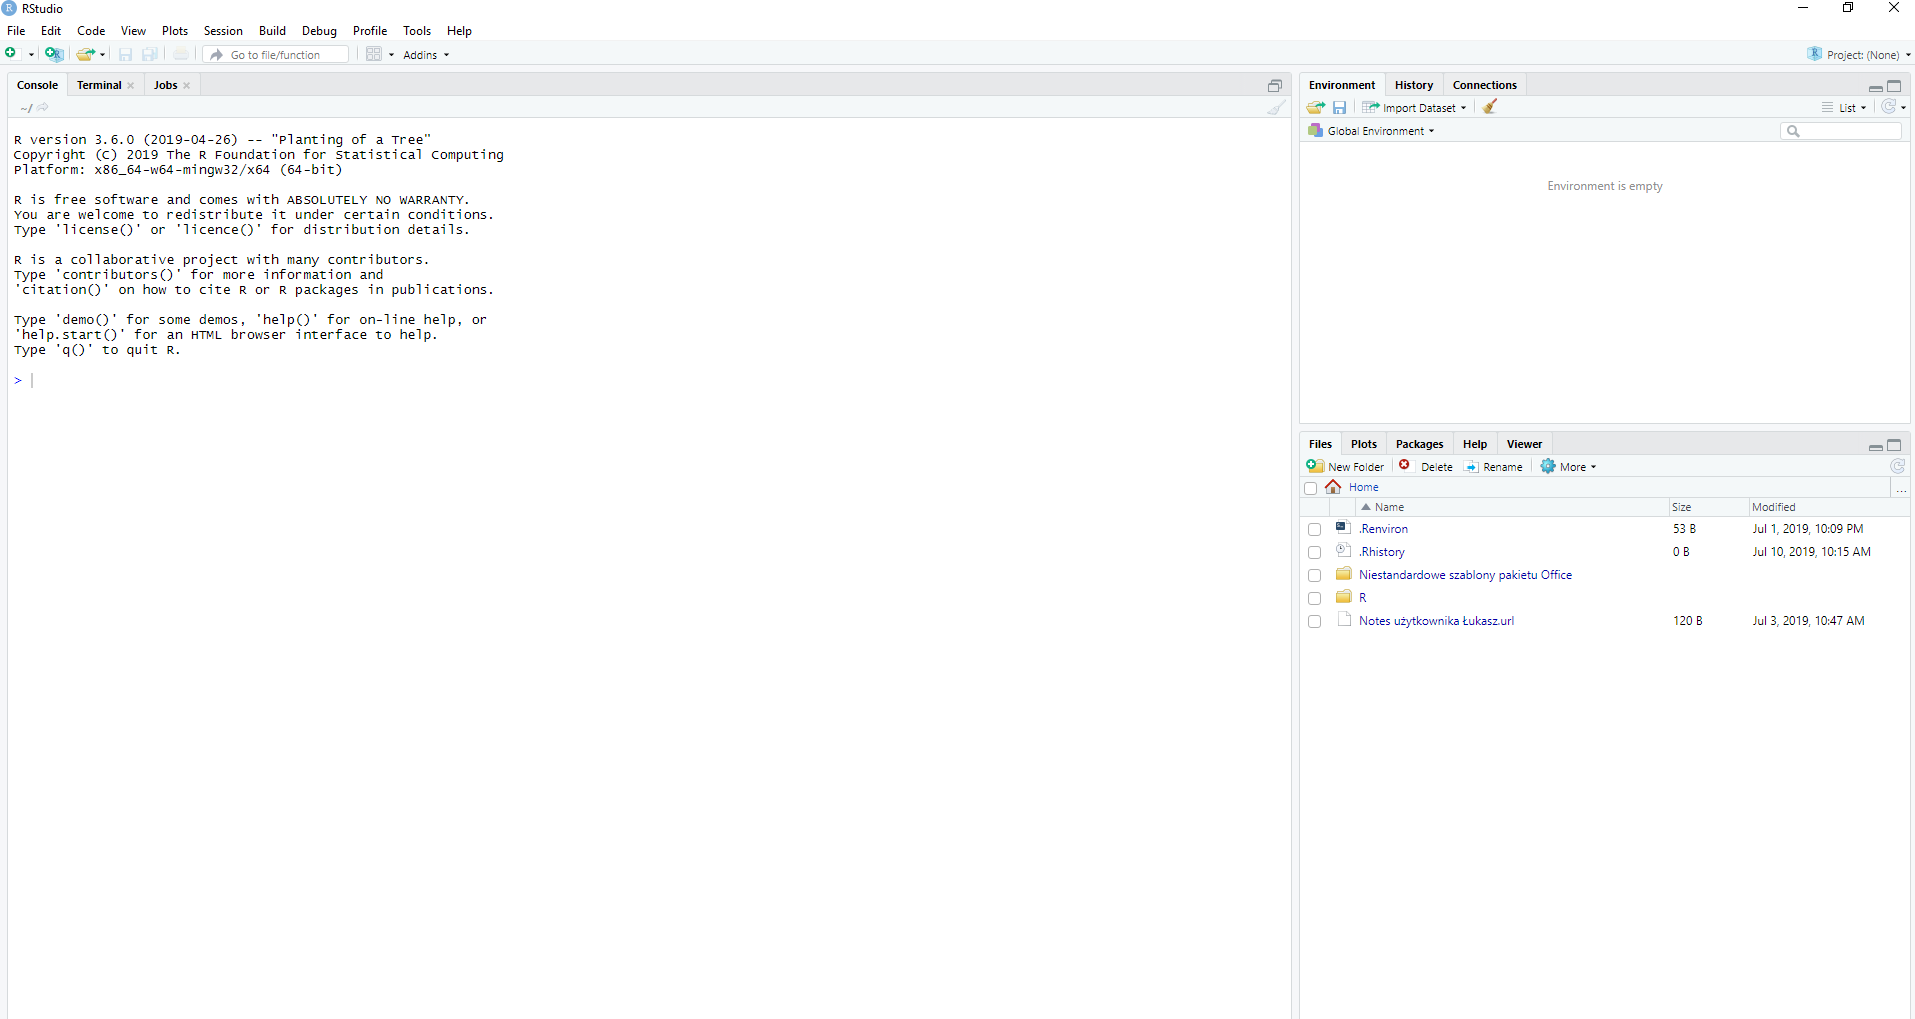 RStudio
File Edit Code View Plots Session Build Debug Profile Tools Help
Go to file/function Addins Project: (None)
Console Terminal Jobs
~/
R version 3.6.0 (2019-04-26) -- "Planting of a Tree"
Copyright (C) 2019 The R Foundation for Statistical Computing
Platform: x86_64-w64-mingw32/x64 (64-bit)
R is free software and comes with ABSOLUTELY NO WARRANTY.
You are welcome to redistribute it under certain conditions.
Type 'license()' or 'licence()' for distribution details.
R is a collaborative project with many contributors.
Type 'contributors()' for more information and
'citation()' on how to cite R or R packages in publications.
Type 'demo()' for some demos, 'help()' for on-line help, or
'help.start()' for an HTML browser interface to help.
Type 'q()' to quit R.
>
Environment History Connections
Import Dataset List
Global Environment
Environment is empty
Files Plots Packages Help Viewer
New Folder Delete Rename More
Home ...
Name Size Modified
.Renviron 53 B Jul 1, 2019, 10:09 PM
.Rhistory 0 B Jul 10, 2019, 10:15 AM
Niestandardowe szablony pakietu Office
R
Notes użytkownika Łukasz.url 120 B Jul 3, 2019, 10:47 AM